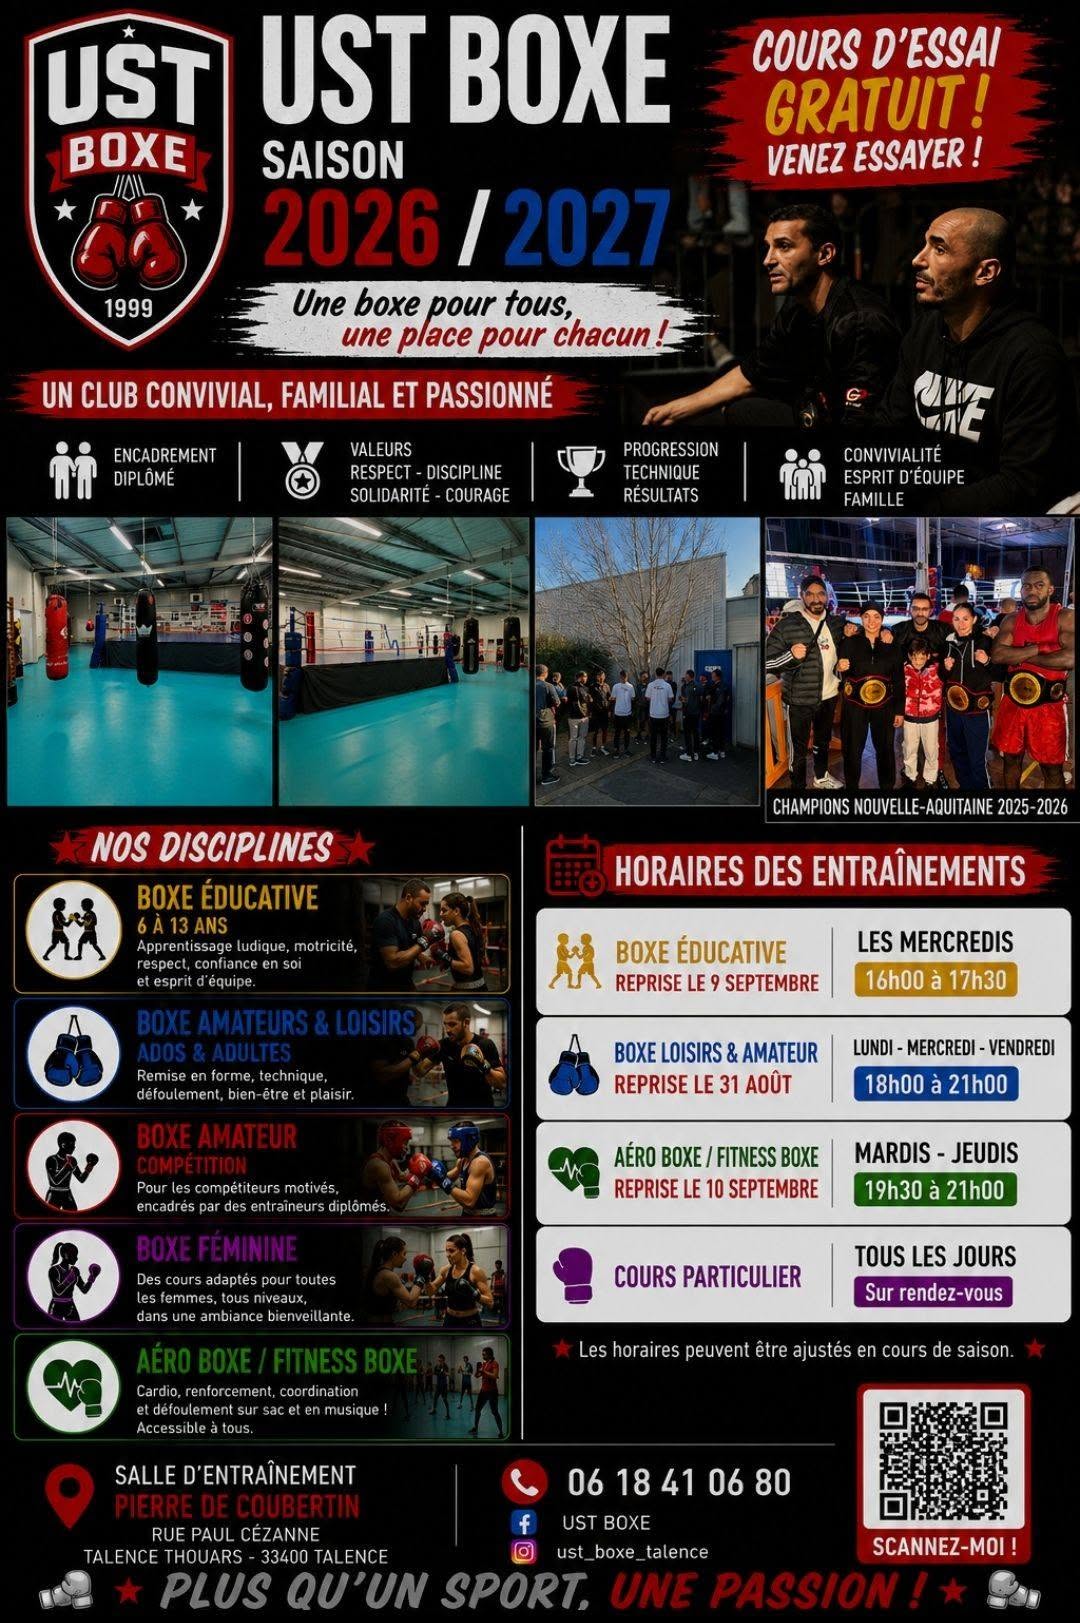 UST
BOXE
1999
UST BOXE
SAISON
2026 / 2027
Une boxe pour tous,
une place pour chacun !
COURS D'ESSAI
GRATUIT !
VENEZ ESSAYER !
UN CLUB CONVIVIAL, FAMILIAL ET PASSIONNÉ
ENCADREMENT
DIPLÔMÉ
VALEURS
RESPECT - DISCIPLINE
SOLIDARITÉ - COURAGE
PROGRESSION
TECHNIQUE
RÉSULTATS
CONVIVIALITÉ
ESPRIT D'ÉQUIPE
FAMILLE
CHAMPIONS NOUVELLE-AQUITAINE 2025-2026
NOS DISCIPLINES
BOXE ÉDUCATIVE
6 À 13 ANS
Apprentissage ludique, motricité,
respect, confiance en soi
et esprit d'équipe.
BOXE AMATEURS & LOISIRS
ADOS & ADULTES
Remise en forme, technique,
défoulement, bien-être et plaisir.
BOXE AMATEUR
COMPÉTITION
Pour les compétiteurs motivés,
encadrés par des entraîneurs diplômés.
BOXE FÉMININE
Des cours adaptés pour toutes
les femmes, tous niveaux,
dans une ambiance bienveillante.
AÉRO BOXE / FITNESS BOXE
Cardio, renforcement, coordination
et défoulement sur sac et en musique !
Accessible à tous.
HORAIRES DES ENTRAÎNEMENTS
BOXE ÉDUCATIVE
REPRISE LE 9 SEPTEMBRE
LES MERCREDIS
16h00 à 17h30
BOXE LOISIRS & AMATEUR
REPRISE LE 31 AOÛT
LUNDI - MERCREDI - VENDREDI
18h00 à 21h00
AÉRO BOXE / FITNESS BOXE
REPRISE LE 10 SEPTEMBRE
MARDIS - JEUDIS
19h30 à 21h00
COURS PARTICULIER
TOUS LES JOURS
Sur rendez-vous
Les horaires peuvent être ajustés en cours de saison.
SALLE D'ENTRAÎNEMENT
PIERRE DE COUBERTIN
RUE PAUL CÉZANNE
TALENCE THOUARS - 33400 TALENCE
06 18 41 06 80
UST BOXE
ust_boxe_talence
SCANNEZ-MOI !
PLUS QU'UN SPORT, UNE PASSION !